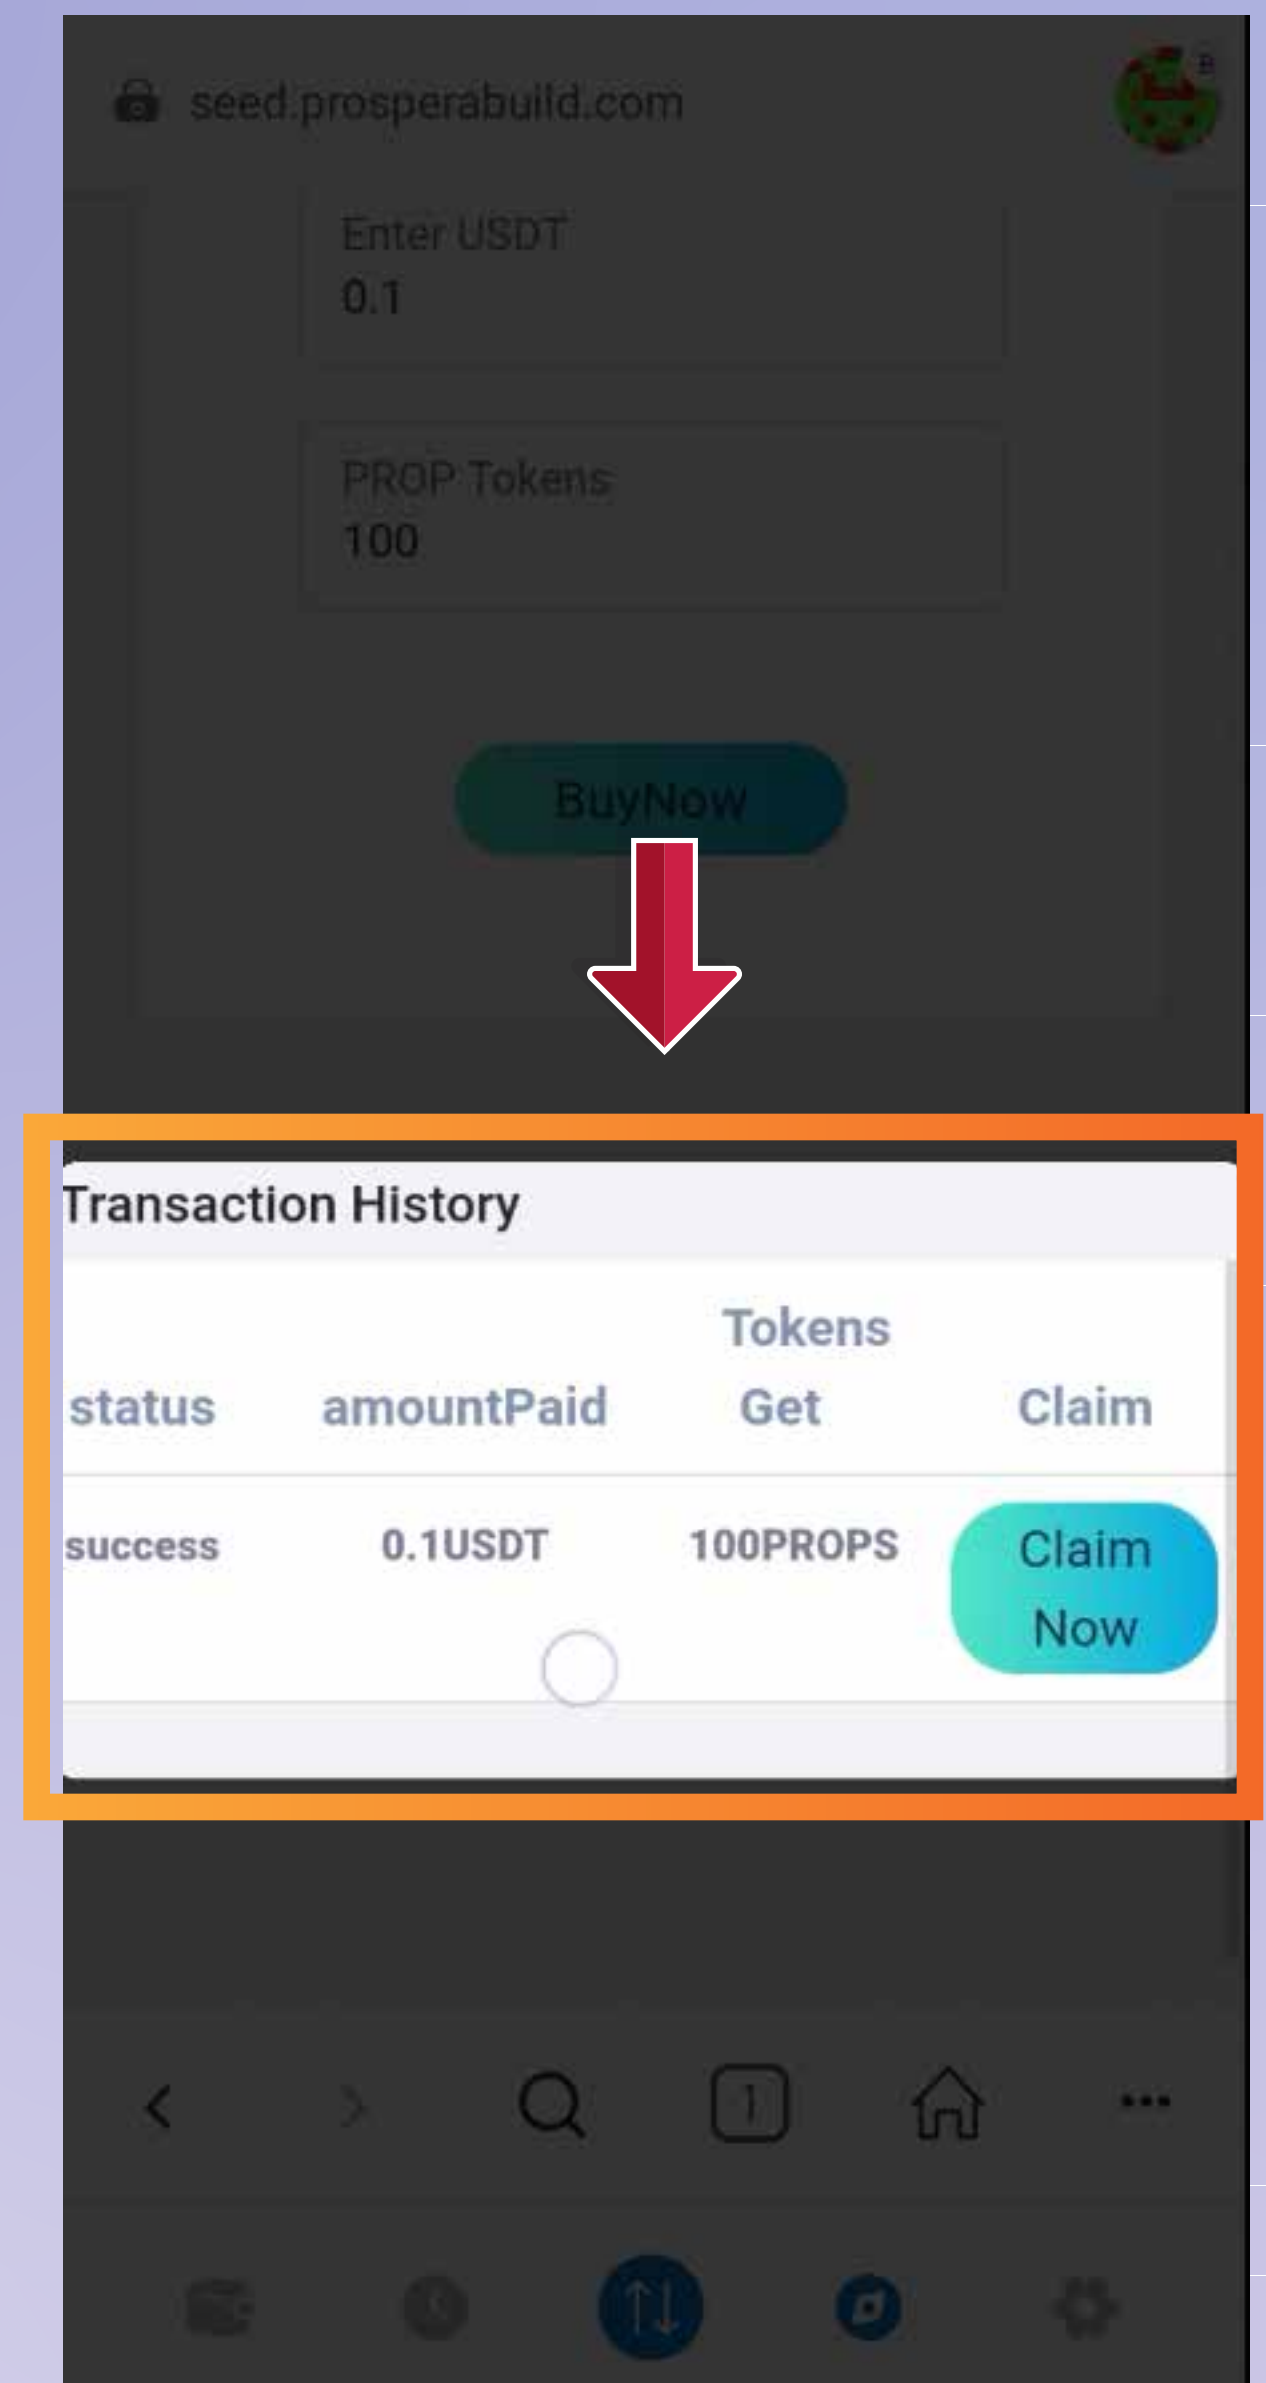 seed.prosperabuild.com
B
Enter USDT
0.1
PROP Tokens
100
BuyNow
Transaction History
status amountPaid Tokens Get Claim
success 0.1USDT 100PROPS Claim Now
1